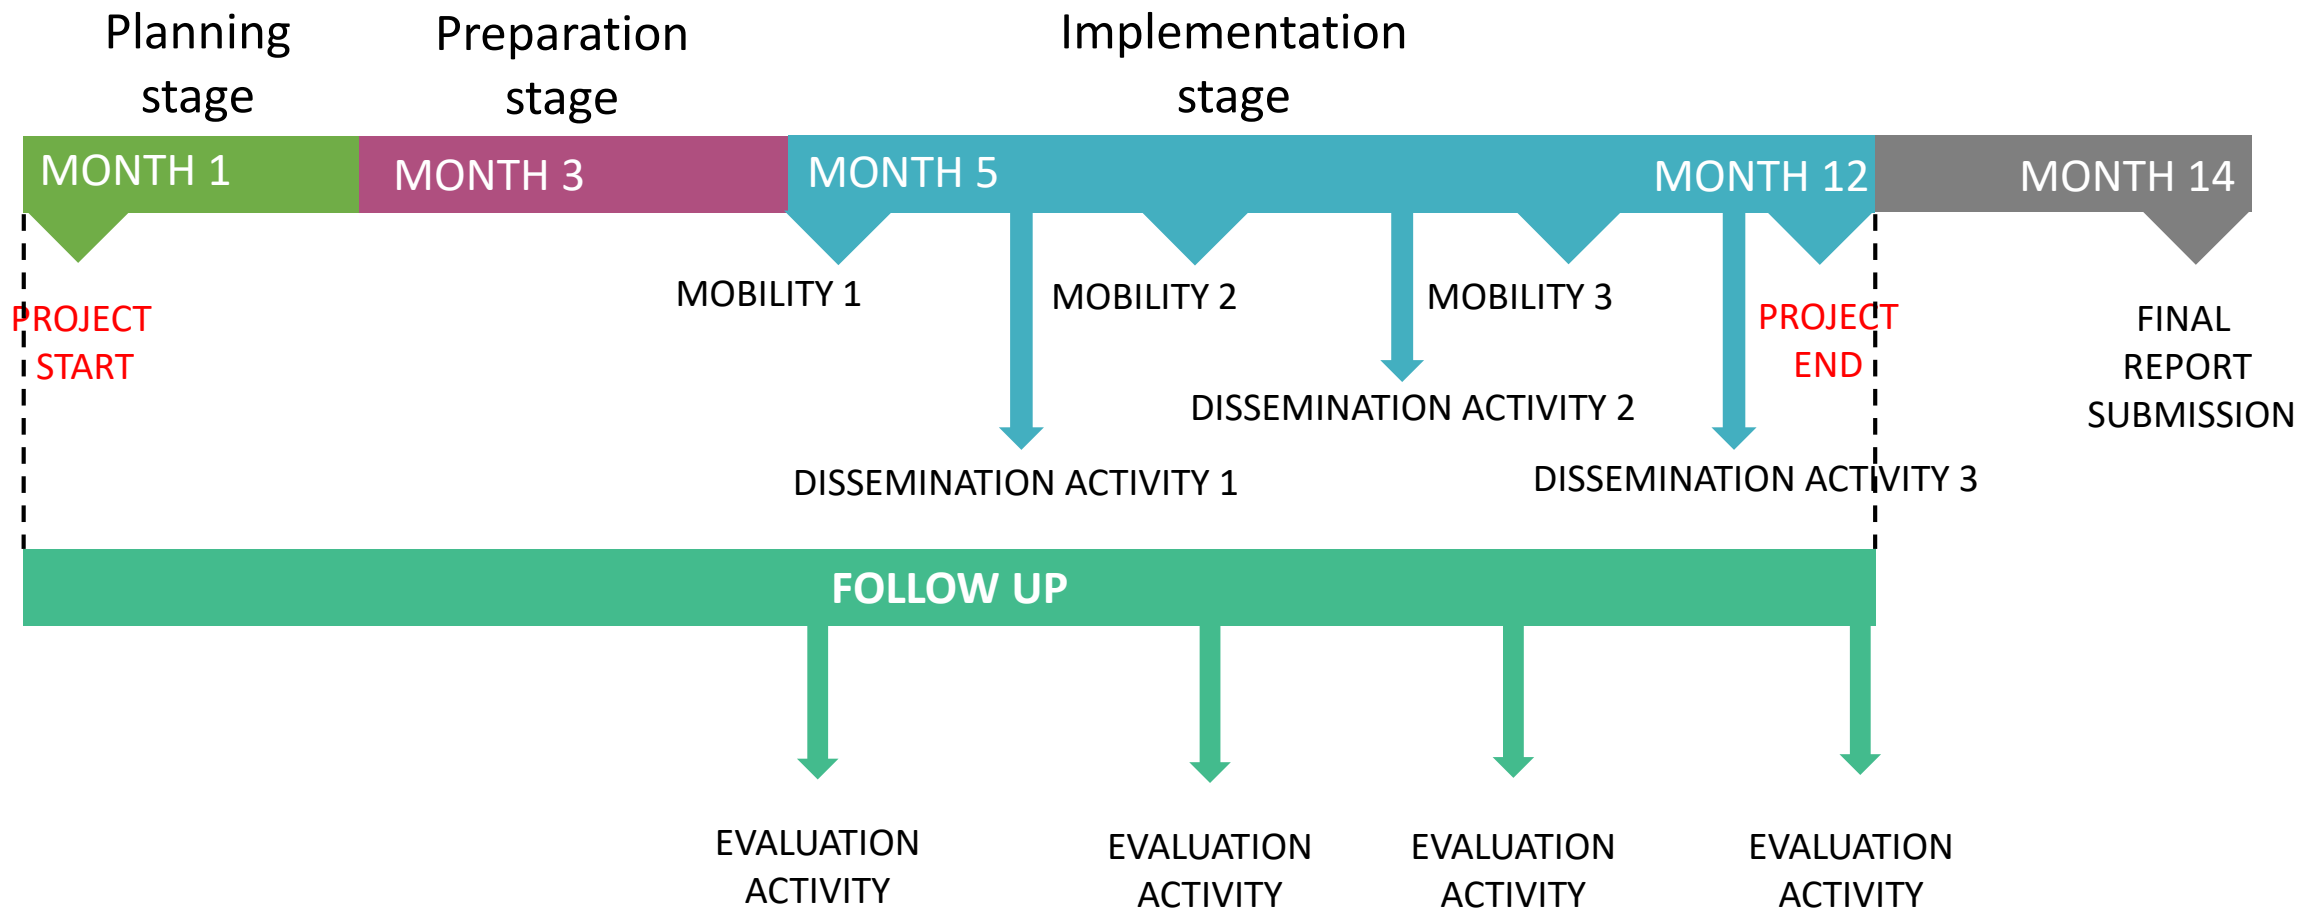 Planning
stage
Preparation
stage
Implementation
stage
MONTH 1
MONTH 3
MONTH 5
MONTH 12
MONTH 14
PROJECT
START
MOBILITY 1
MOBILITY 2
MOBILITY 3
PROJECT
END
FINAL
REPORT
SUBMISSION
DISSEMINATION ACTIVITY 2
DISSEMINATION ACTIVITY 1
DISSEMINATION ACTIVITY 3
FOLLOW UP
EVALUATION
ACTIVITY
EVALUATION
ACTIVITY
EVALUATION
ACTIVITY
EVALUATION
ACTIVITY